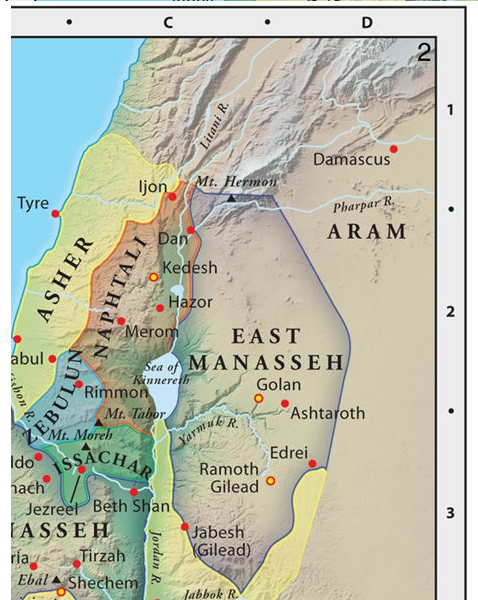 C
D
2
1
Litani R.
Damascus
Ijon
Mt. Hermon
Tyre
Pharpar R.
ARAM
Dan
ASHER
NAPHTALI
Kedesh
Hazor
2
Merom
EAST
MANASSEH
abul
Sea of
Kinnereth
Golan
ishon R.
ZEBULUN
Rimmon
Ashtaroth
Mt. Tabor
Yarmuk R.
Mt. Moreh
Edrei
ISSACHAR
Ramoth
Gilead
Jezreel
Beth Shan
3
ASSEH
Jabesh
(Gilead)
Jordan R.
Tirzah
Ebal
Shechem
Jabbok R.